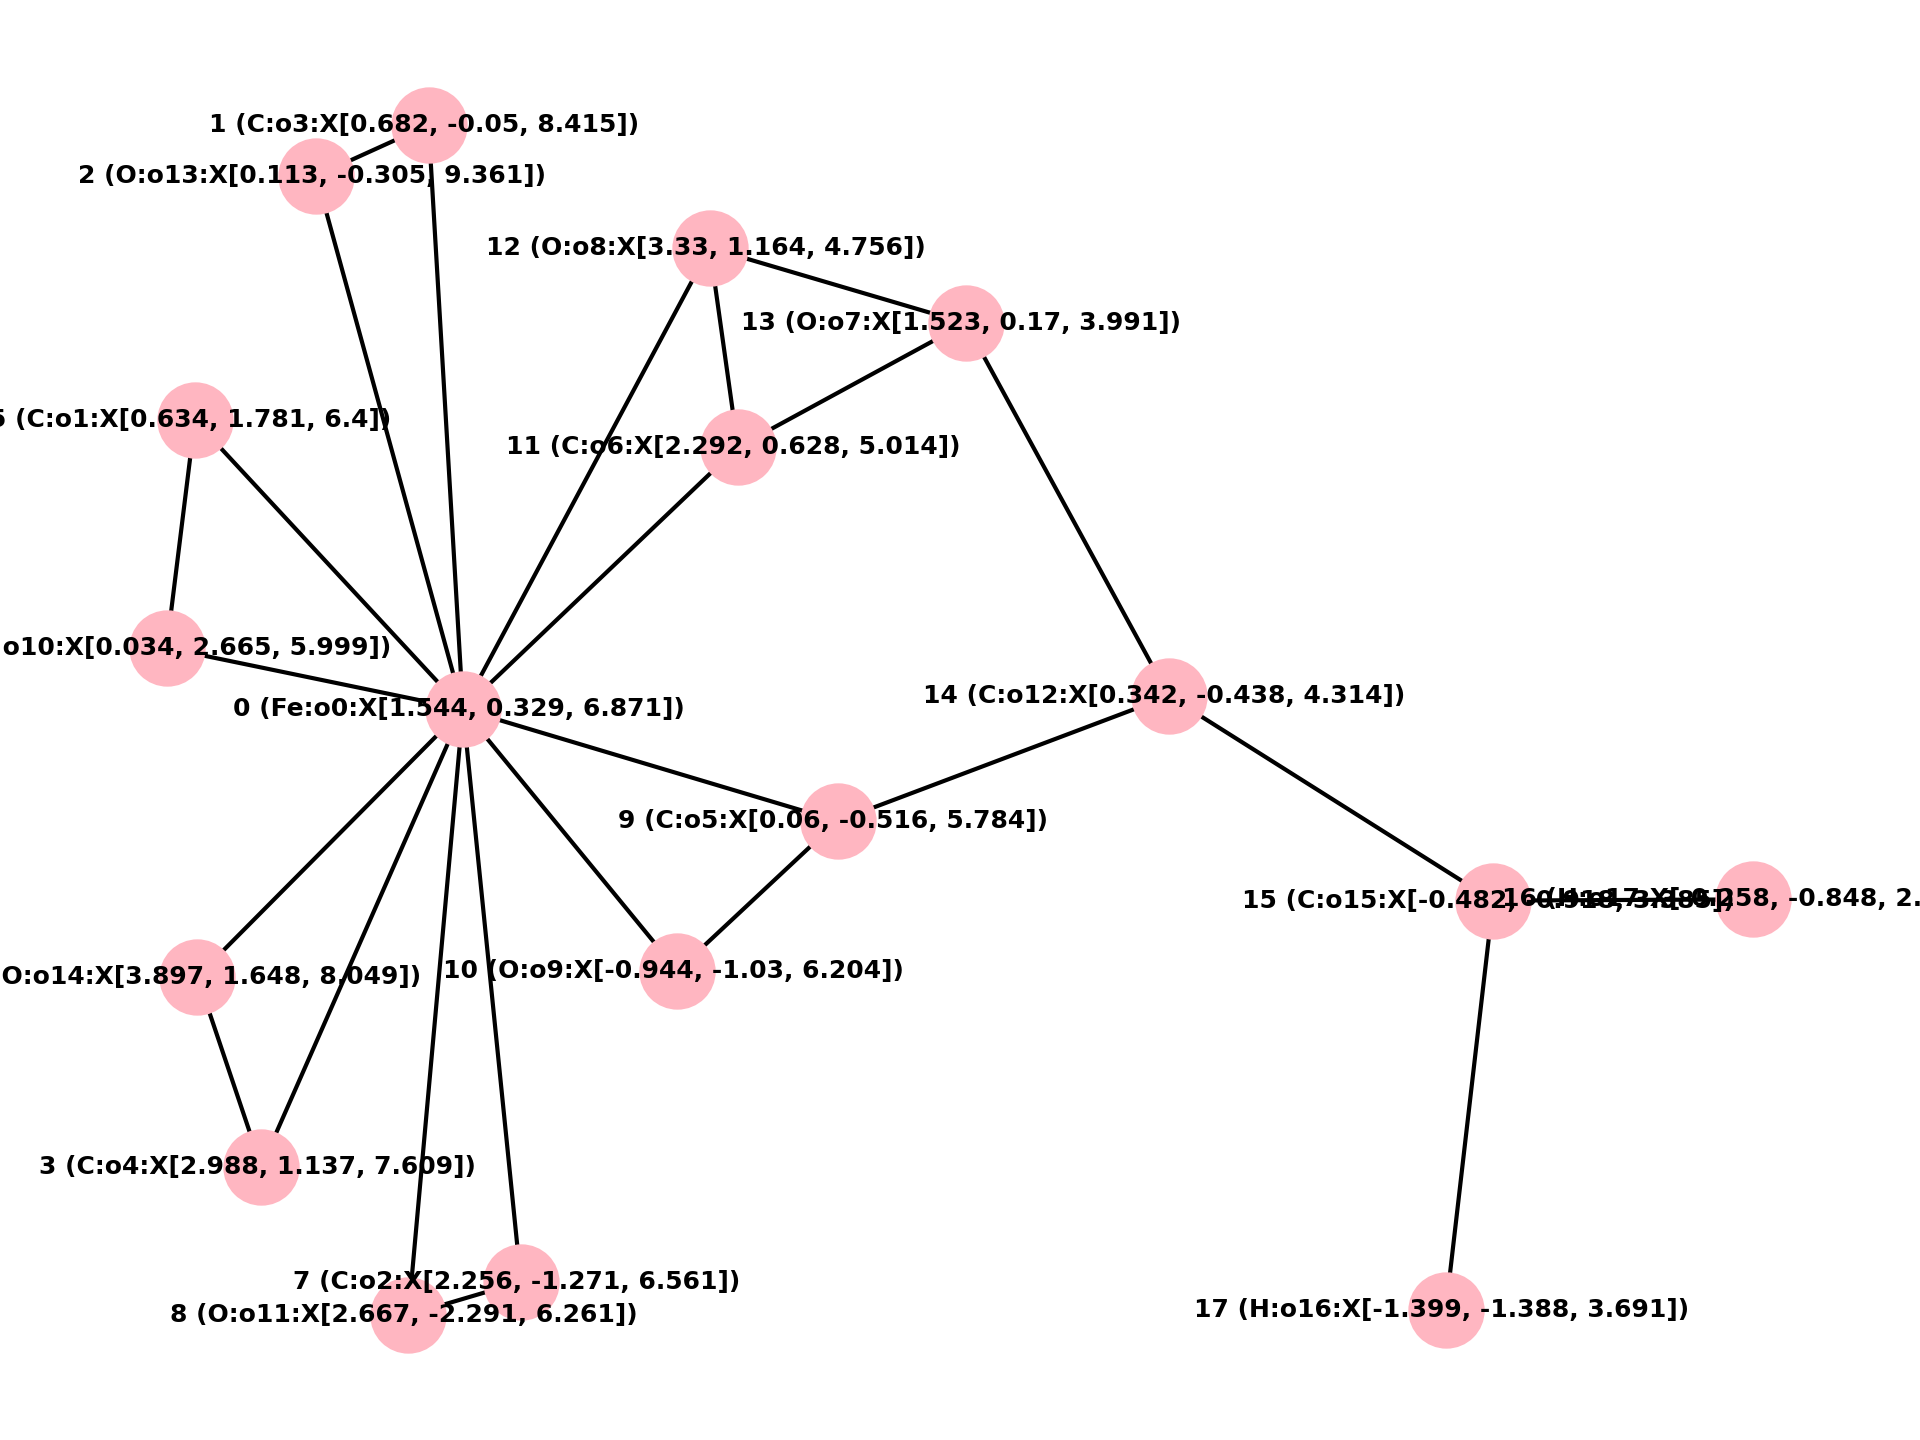 1 (C:o3:X[0.682, -0.05, 8.415])
2 (O:o13:X[0.113, -0.305, 9.361])
12 (O:o8:X[3.33, 1.164, 4.756])
13 (O:o7:X[1.523, 0.17, 3.991])
(C:o1:X[0.634, 1.781, 6.4])
11 (C:o6:X[2.292, 0.628, 5.014])
o10:X[0.034, 2.665, 5.999])
0 (Fe:o0:X[1.544, 0.329, 6.871])
14 (C:o12:X[0.342, -0.438, 4.314])
9 (C:o5:X[0.06, -0.516, 5.784])
15 (C:o15:X[-0.482,
16 (H:o17:X[-0.258, -0.848, 2.
O:o14:X[3.897, 1.648, 8.049])
10 (O:o9:X[-0.944, -1.03, 6.204])
3 (C:o4:X[2.988, 1.137, 7.609])
7 (C:o2:X[2.256, -1.271, 6.561])
8 (O:o11:X[2.667, -2.291, 6.261])
17 (H:o16:X[-1.399, -1.388, 3.691])